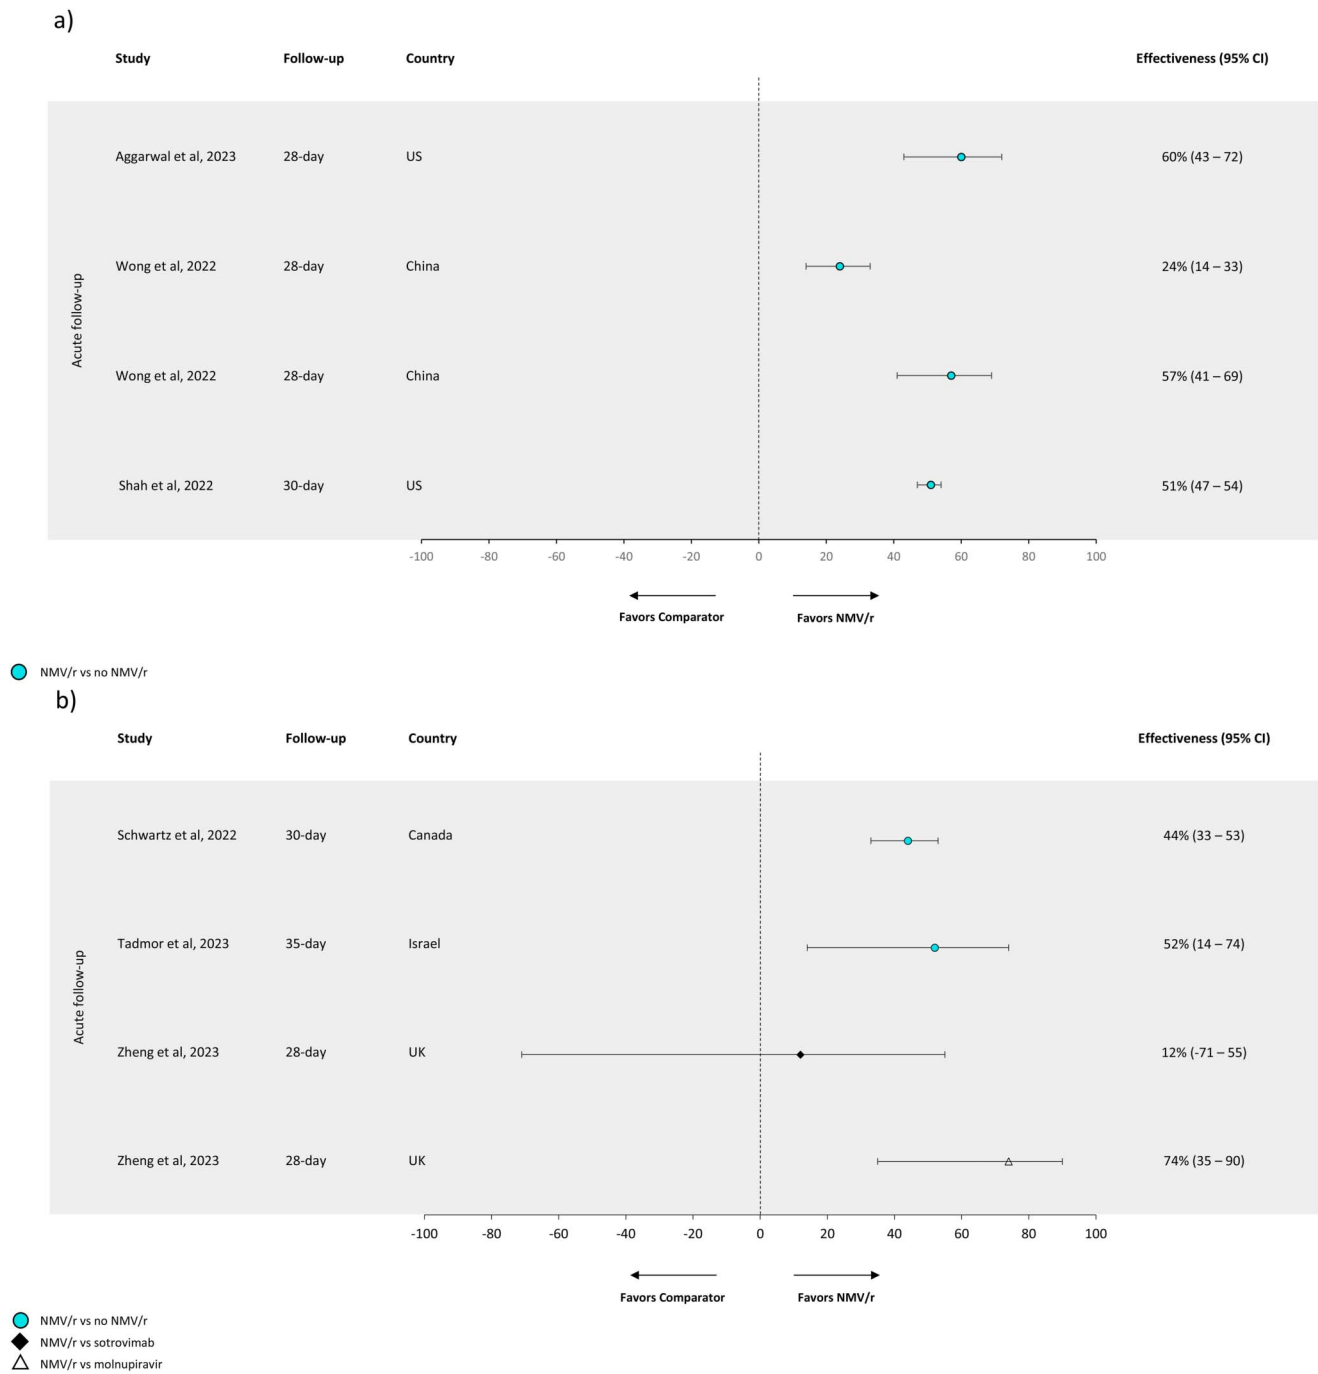 a)
Study Follow-up Country Effectiveness (95% CI)
Acute follow-up
Aggarwal et al, 2023 28-day US 60% (43 – 72)
Wong et al, 2022 28-day China 24% (14 – 33)
Wong et al, 2022 28-day China 57% (41 – 69)
Shah et al, 2022 30-day US 51% (47 – 54)
-100 -80 -60 -40 -20 0 20 40 60 80 100
Favors Comparator Favors NMV/r
NMV/r vs no NMV/r
b)
Study Follow-up Country Effectiveness (95% CI)
Acute follow-up
Schwartz et al, 2022 30-day Canada 44% (33 – 53)
Tadmor et al, 2023 35-day Israel 52% (14 – 74)
Zheng et al, 2023 28-day UK 12% (-71 – 55)
Zheng et al, 2023 28-day UK 74% (35 – 90)
-100 -80 -60 -40 -20 0 20 40 60 80 100
Favors Comparator Favors NMV/r
NMV/r vs no NMV/r
NMV/r vs sotrovimab
NMV/r vs molnupiravir